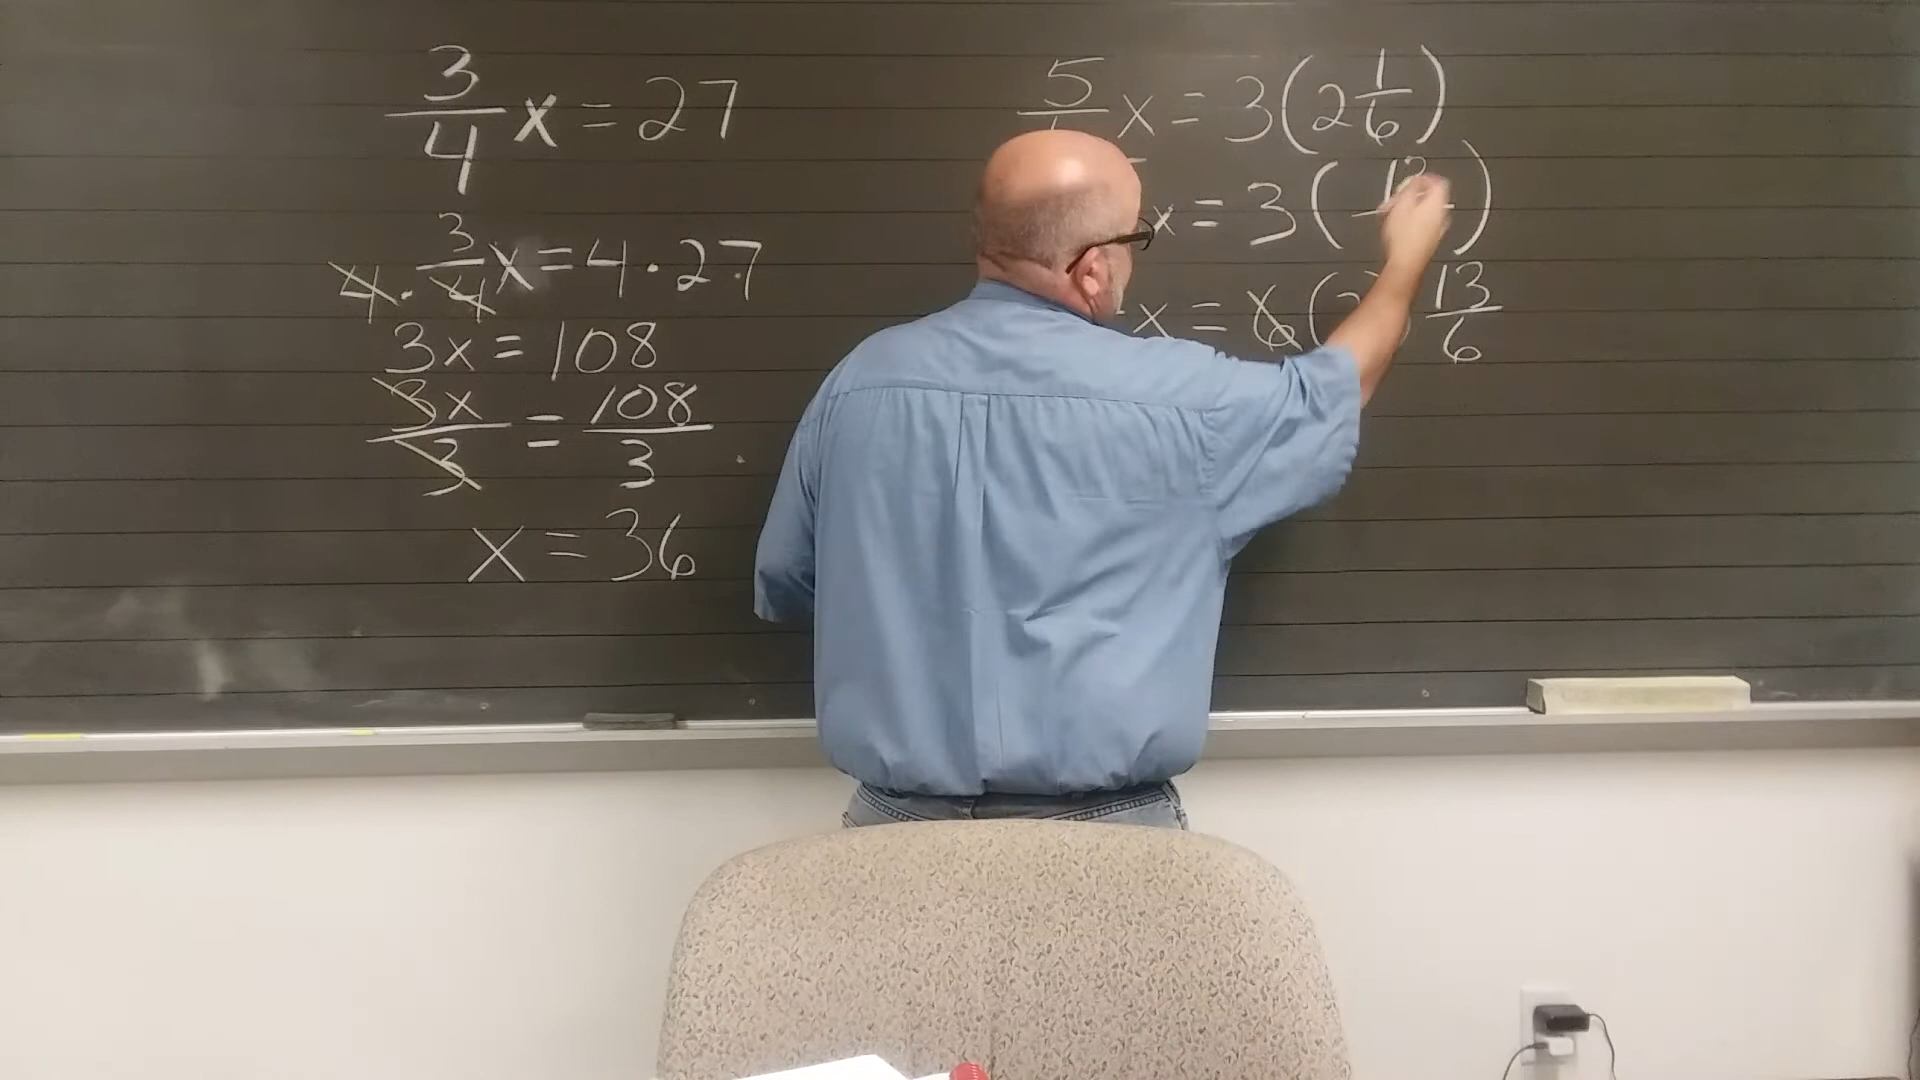 3/4 x = 27
4 · 3/4 x = 4 · 27
3x = 108
3x/3 = 108/3
x = 36
5/ x = 3(2 1/6)
x = 3( )
x = 6( ) 13/6